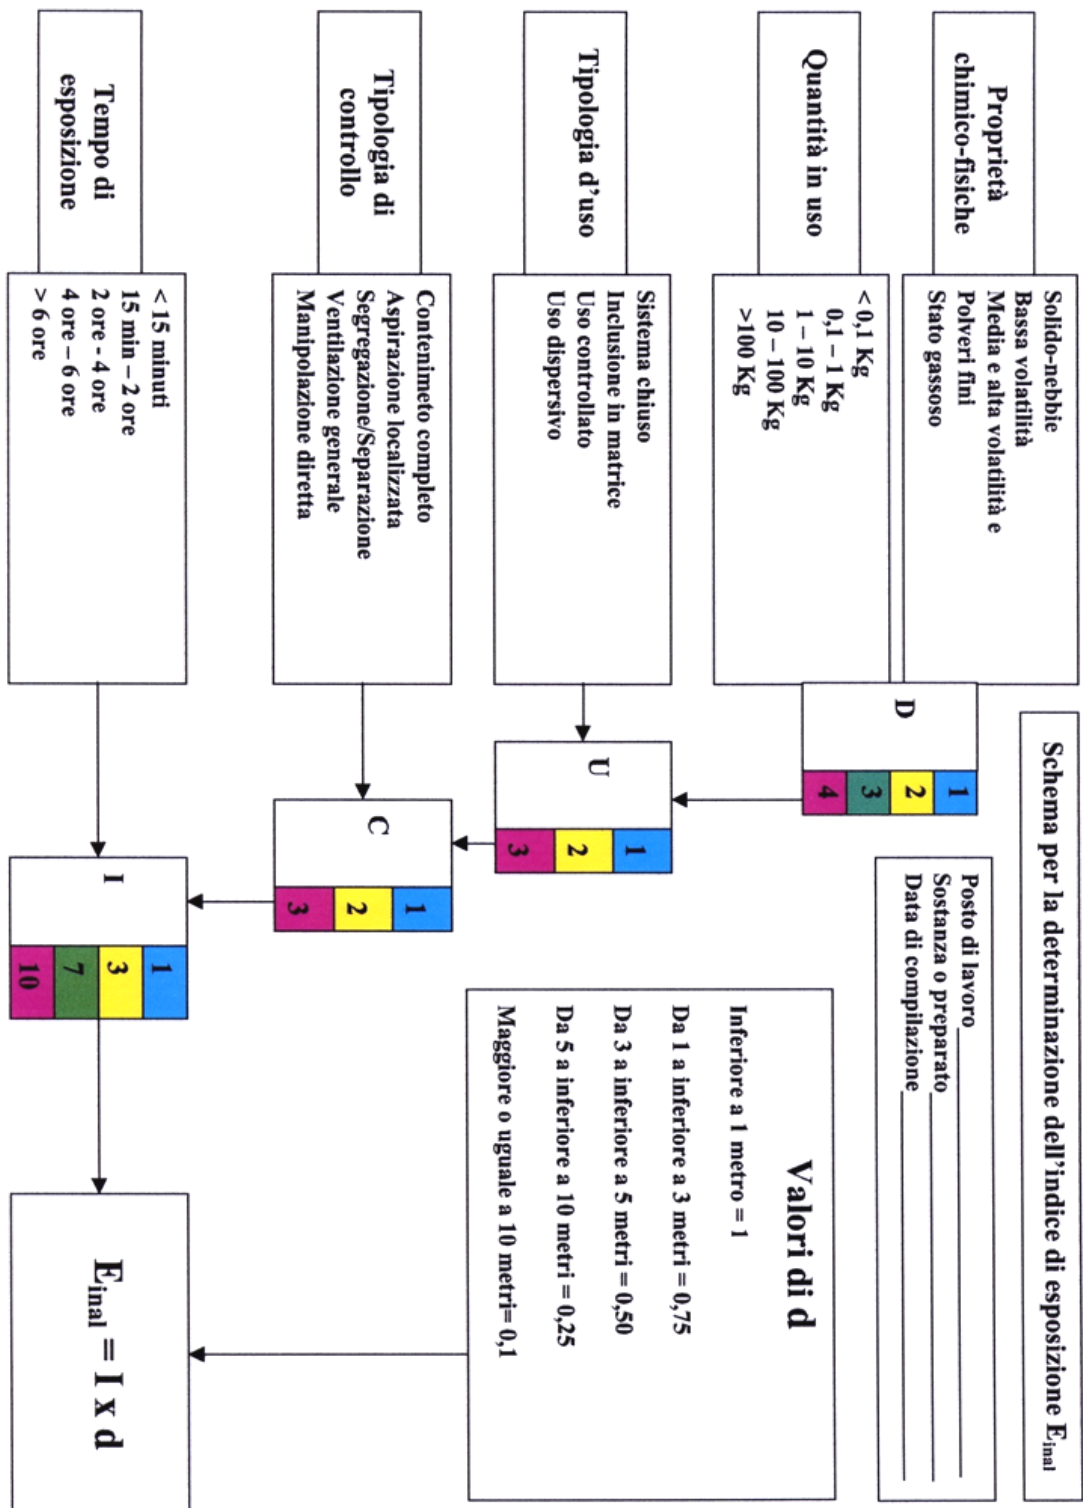 Schema per la determinazione dell'indice di esposizione Einal
Posto di lavoro
Sostanza o preparato
Data di compilazione
Proprietà
chimico-fisiche
Solido-nebbie
Bassa volatilità
Media e alta volatilità e
Polveri fini
Stato gassoso
Quantità in uso
< 0,1 Kg
0,1 – 1 Kg
1 – 10 Kg
10 – 100 Kg
>100 Kg
D
1
2
3
4
Tipologia d'uso
Sistema chiuso
Inclusione in matrice
Uso controllato
Uso dispersivo
U
1
2
3
Tipologia di
controllo
Contenimeto completo
Aspirazione localizzata
Segregazione/Separazione
Ventilazione generale
Manipolazione diretta
C
1
2
3
Tempo di
esposizione
< 15 minuti
15 min – 2 ore
2 ore - 4 ore
4 ore – 6 ore
> 6 ore
I
1
3
7
10
Valori di d
Inferiore a 1 metro = 1
Da 1 a inferiore a 3 metri = 0,75
Da 3 a inferiore a 5 metri = 0,50
Da 5 a inferiore a 10 metri = 0,25
Maggiore o uguale a 10 metri= 0,1
Einal = I x d